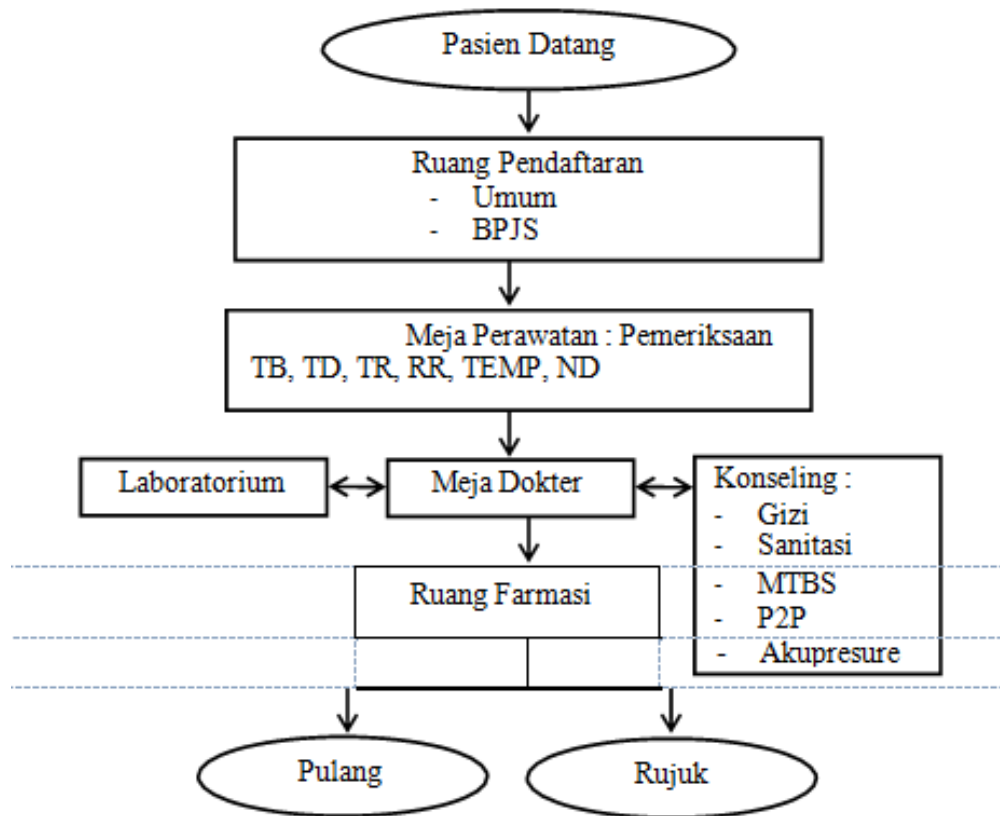 Pasien Datang
Ruang Pendaftaran
- Umum
- BPJS
Meja Perawatan : Pemeriksaan
TB, TD, TR, RR, TEMP, ND
Laboratorium
Meja Dokter
Konseling :
- Gizi
- Sanitasi
- MTBS
- P2P
- Akupresure
Ruang Farmasi
Pulang
Rujuk